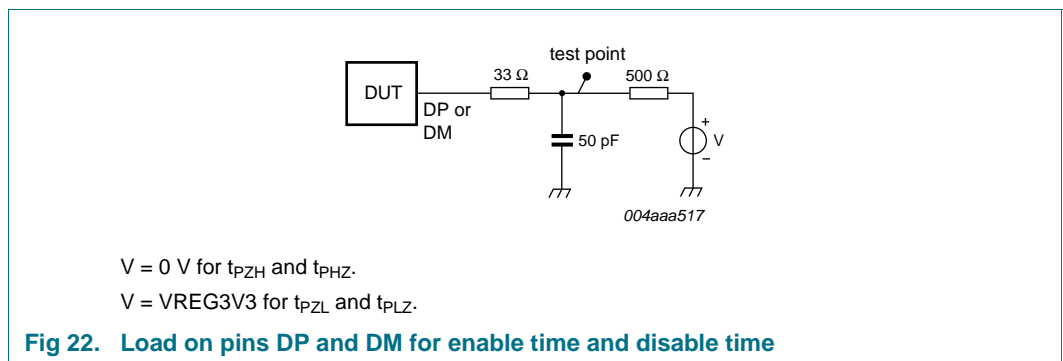 test point
33 Ω
500 Ω
DUT
DP or
DM
50 pF
+
V
−
004aaa517
V = 0 V for tPZH and tPHZ.
V = VREG3V3 for tPZL and tPLZ.
Fig 22. Load on pins DP and DM for enable time and disable time